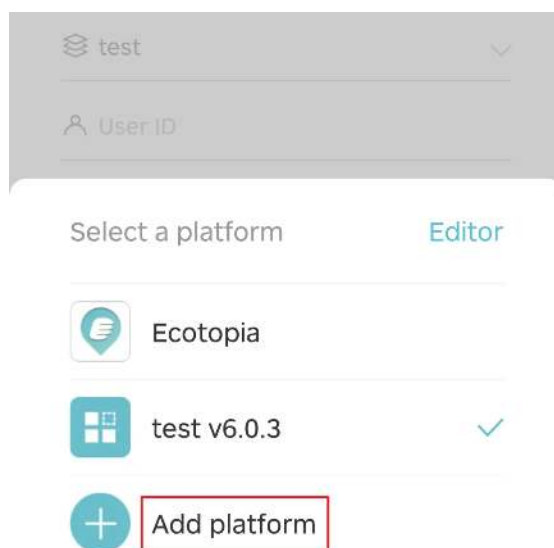 test
User ID
Select a platform
Editor
Ecotopia
test v6.0.3
Add platform